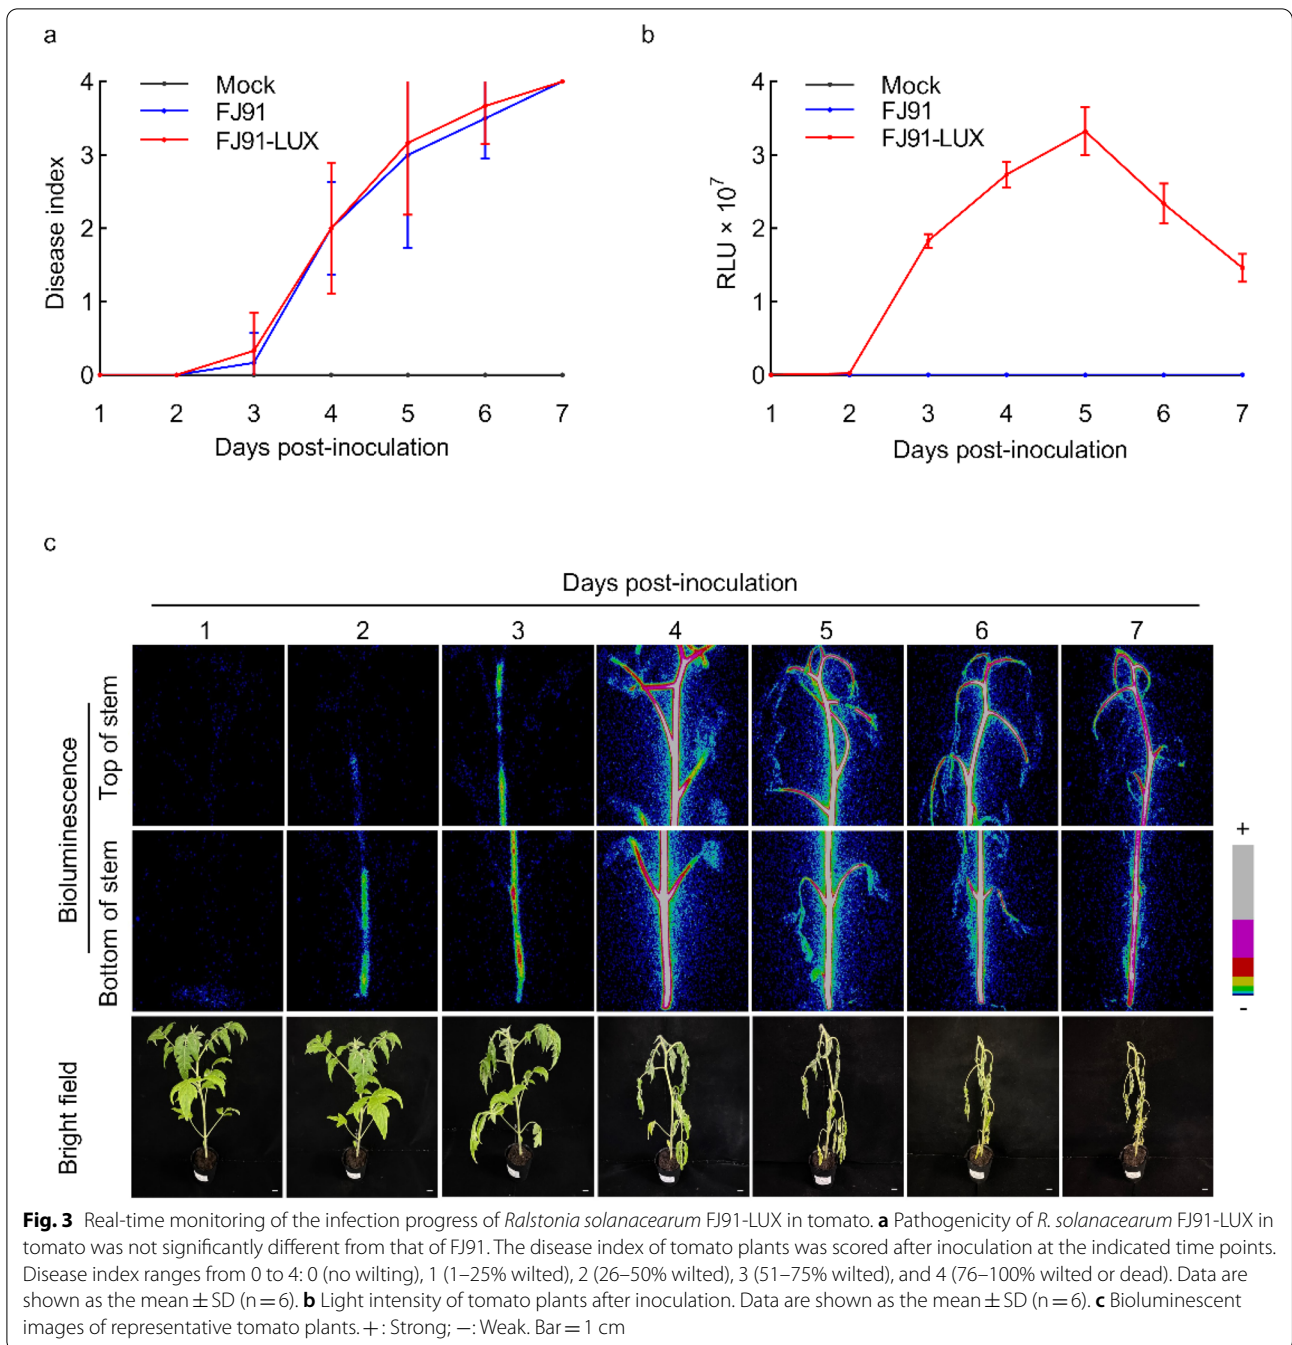 a
4
3
2
1
0
Disease index
Mock
FJ91
FJ91-LUX
1 2 3 4 5 6 7
Days post-inoculation
b
4
3
2
1
0
RLU × 10⁷
Mock
FJ91
FJ91-LUX
1 2 3 4 5 6 7
Days post-inoculation
c
Days post-inoculation
1 2 3 4 5 6 7
Bioluminescence
Top of stem
Bottom of stem
Bright field
+
-
Fig. 3 Real-time monitoring of the infection progress of Ralstonia solanacearum FJ91-LUX in tomato. a Pathogenicity of R. solanacearum FJ91-LUX in
tomato was not significantly different from that of FJ91. The disease index of tomato plants was scored after inoculation at the indicated time points.
Disease index ranges from 0 to 4: 0 (no wilting), 1 (1–25% wilted), 2 (26–50% wilted), 3 (51–75% wilted), and 4 (76–100% wilted or dead). Data are
shown as the mean ± SD (n = 6). b Light intensity of tomato plants after inoculation. Data are shown as the mean ± SD (n = 6). c Bioluminescent
images of representative tomato plants. + : Strong; −: Weak. Bar = 1 cm